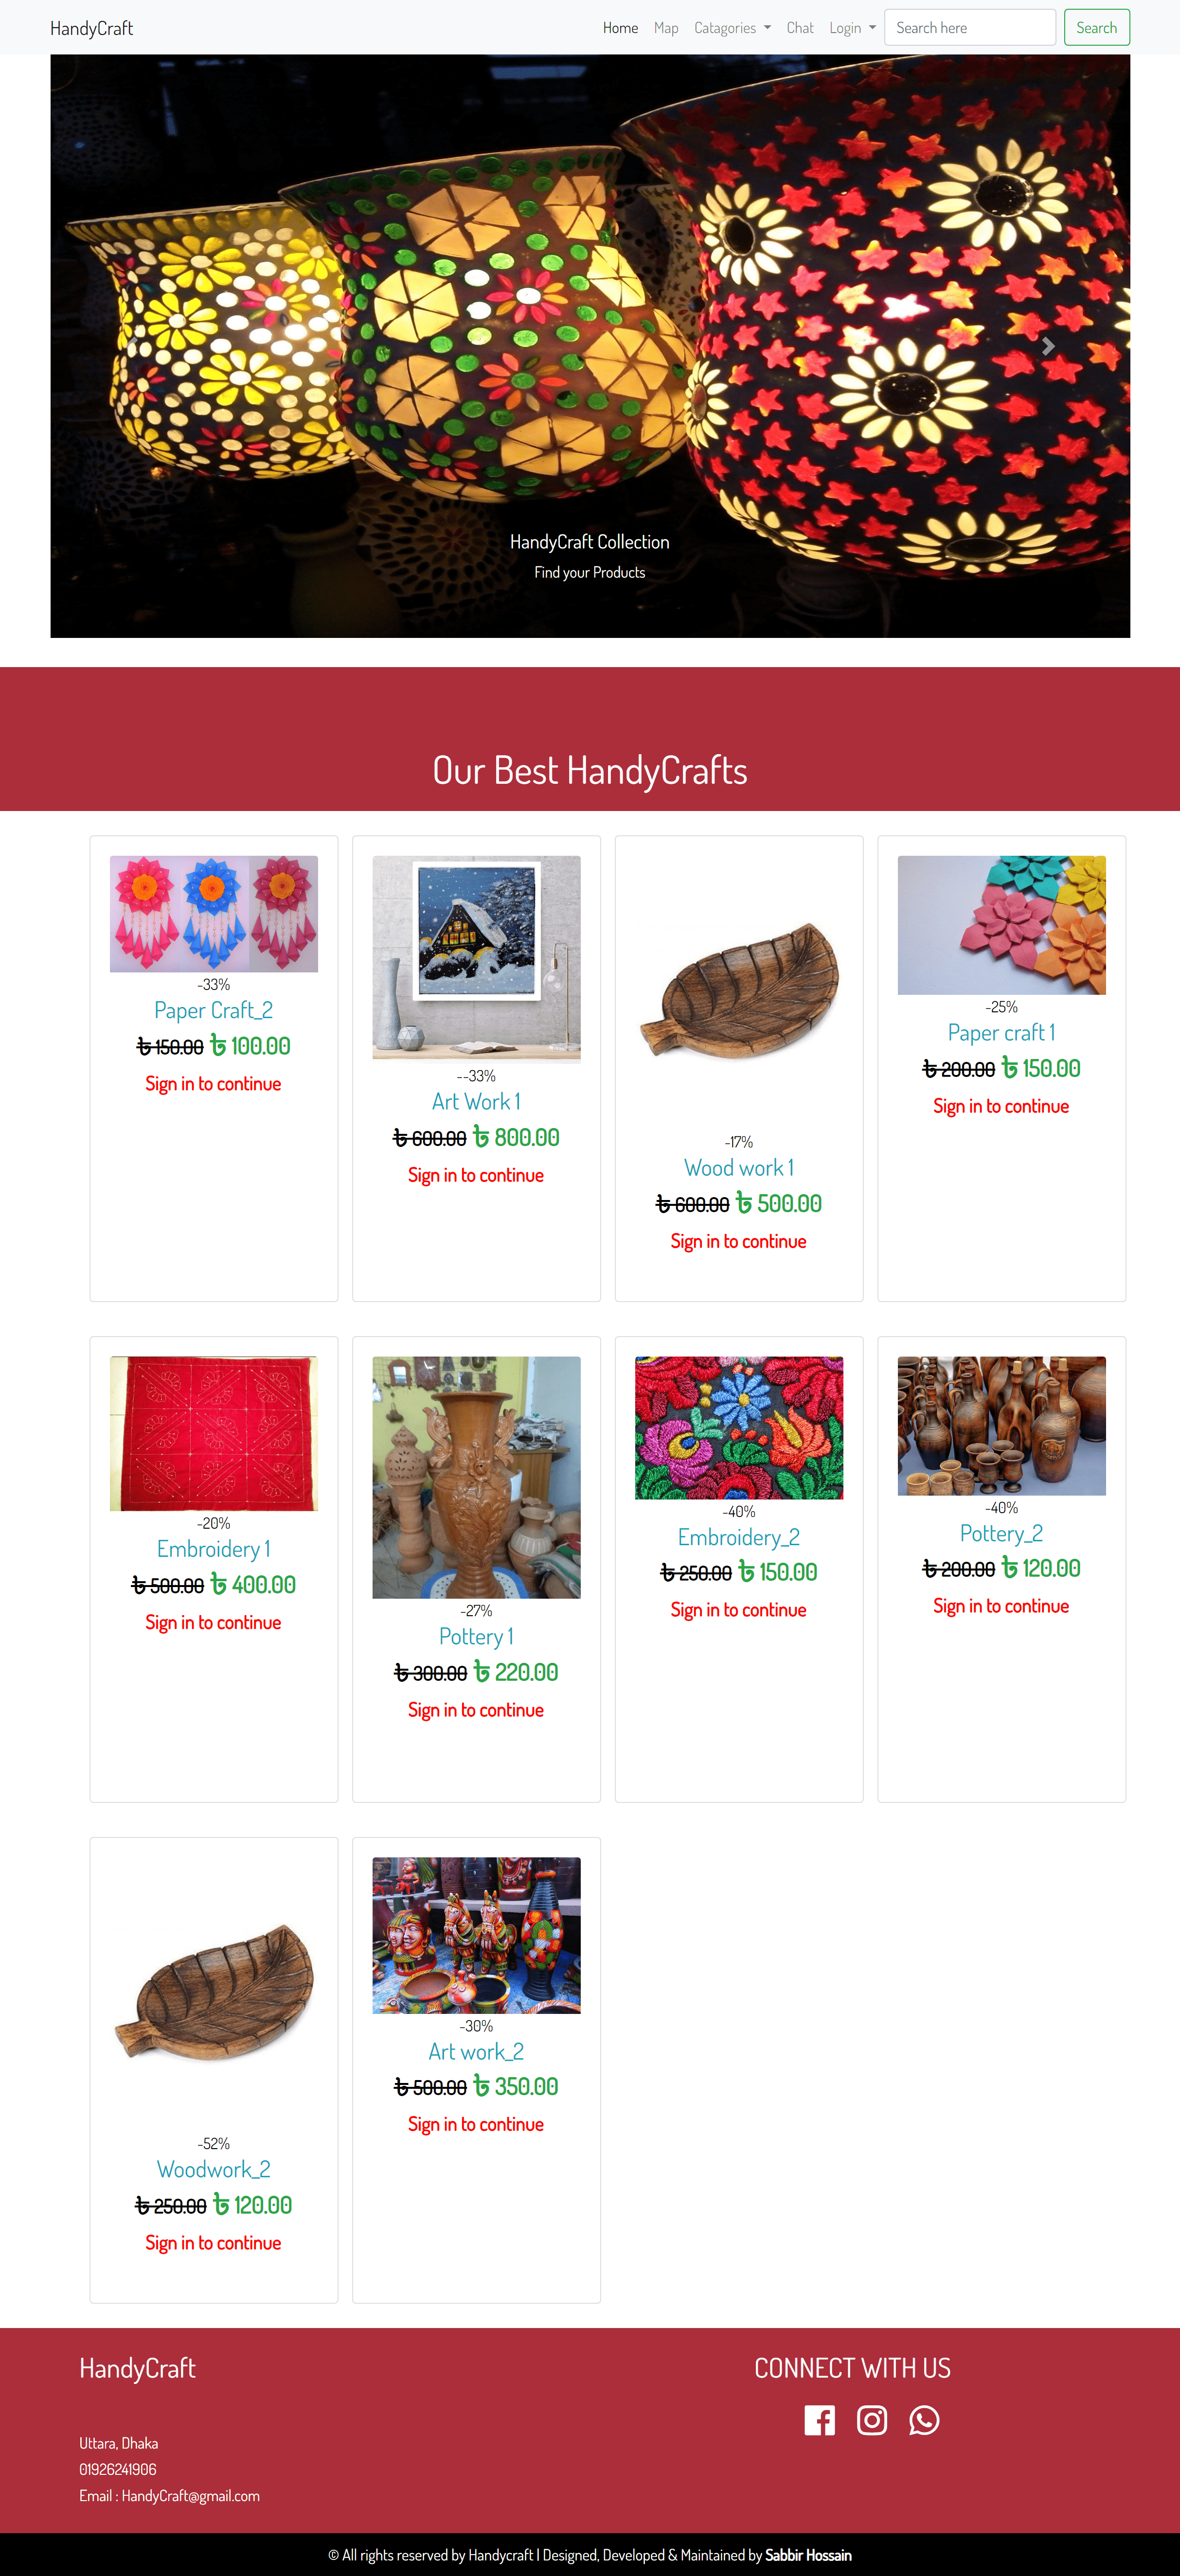 HandyCraft
Home Map Catagories Chat Login Search here Search
HandyCraft Collection
Find your Products
Our Best HandyCrafts
-33%
Paper Craft_2
৳ 150.00 ৳ 100.00
Sign in to continue
--33%
Art Work 1
৳ 600.00 ৳ 800.00
Sign in to continue
-17%
Wood work 1
৳ 600.00 ৳ 500.00
Sign in to continue
-25%
Paper craft 1
৳ 200.00 ৳ 150.00
Sign in to continue
-20%
Embroidery 1
৳ 500.00 ৳ 400.00
Sign in to continue
-27%
Pottery 1
৳ 300.00 ৳ 220.00
Sign in to continue
-40%
Embroidery_2
৳ 250.00 ৳ 150.00
Sign in to continue
-40%
Pottery_2
৳ 200.00 ৳ 120.00
Sign in to continue
-52%
Woodwork_2
৳ 250.00 ৳ 120.00
Sign in to continue
-30%
Art work_2
৳ 500.00 ৳ 350.00
Sign in to continue
HandyCraft
Uttara, Dhaka
01926241906
Email : HandyCraft@gmail.com
CONNECT WITH US
© All rights reserved by Handycraft | Designed, Developed & Maintained by Sabbir Hossain